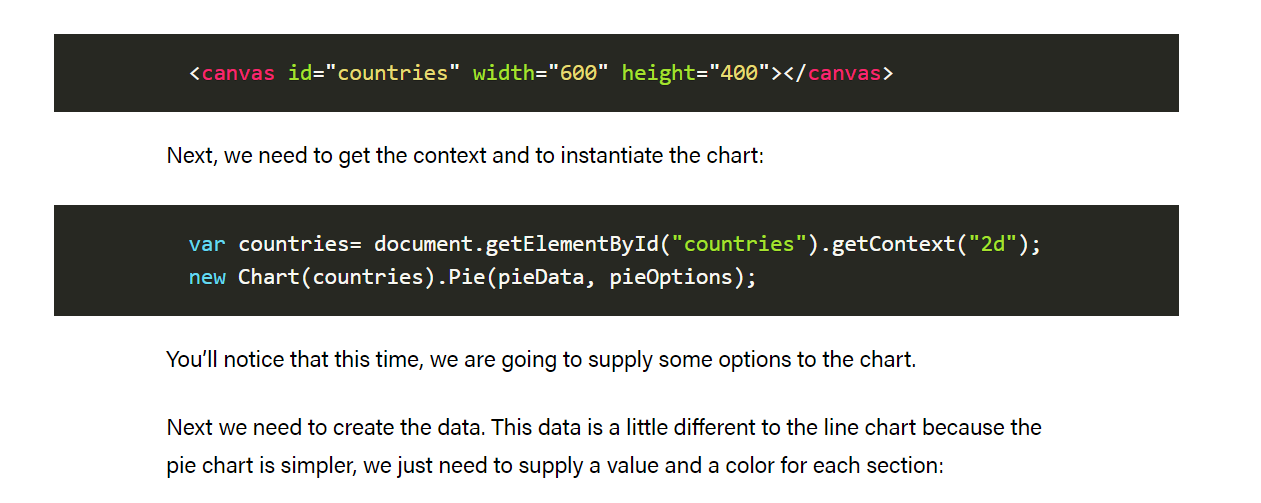 <canvas id="countries" width="600" height="400"></canvas>
Next, we need to get the context and to instantiate the chart:
var countries= document.getElementById("countries").getContext("2d");
new Chart(countries).Pie(pieData, pieOptions);
You’ll notice that this time, we are going to supply some options to the chart.
Next we need to create the data. This data is a little different to the line chart because the
pie chart is simpler, we just need to supply a value and a color for each section: